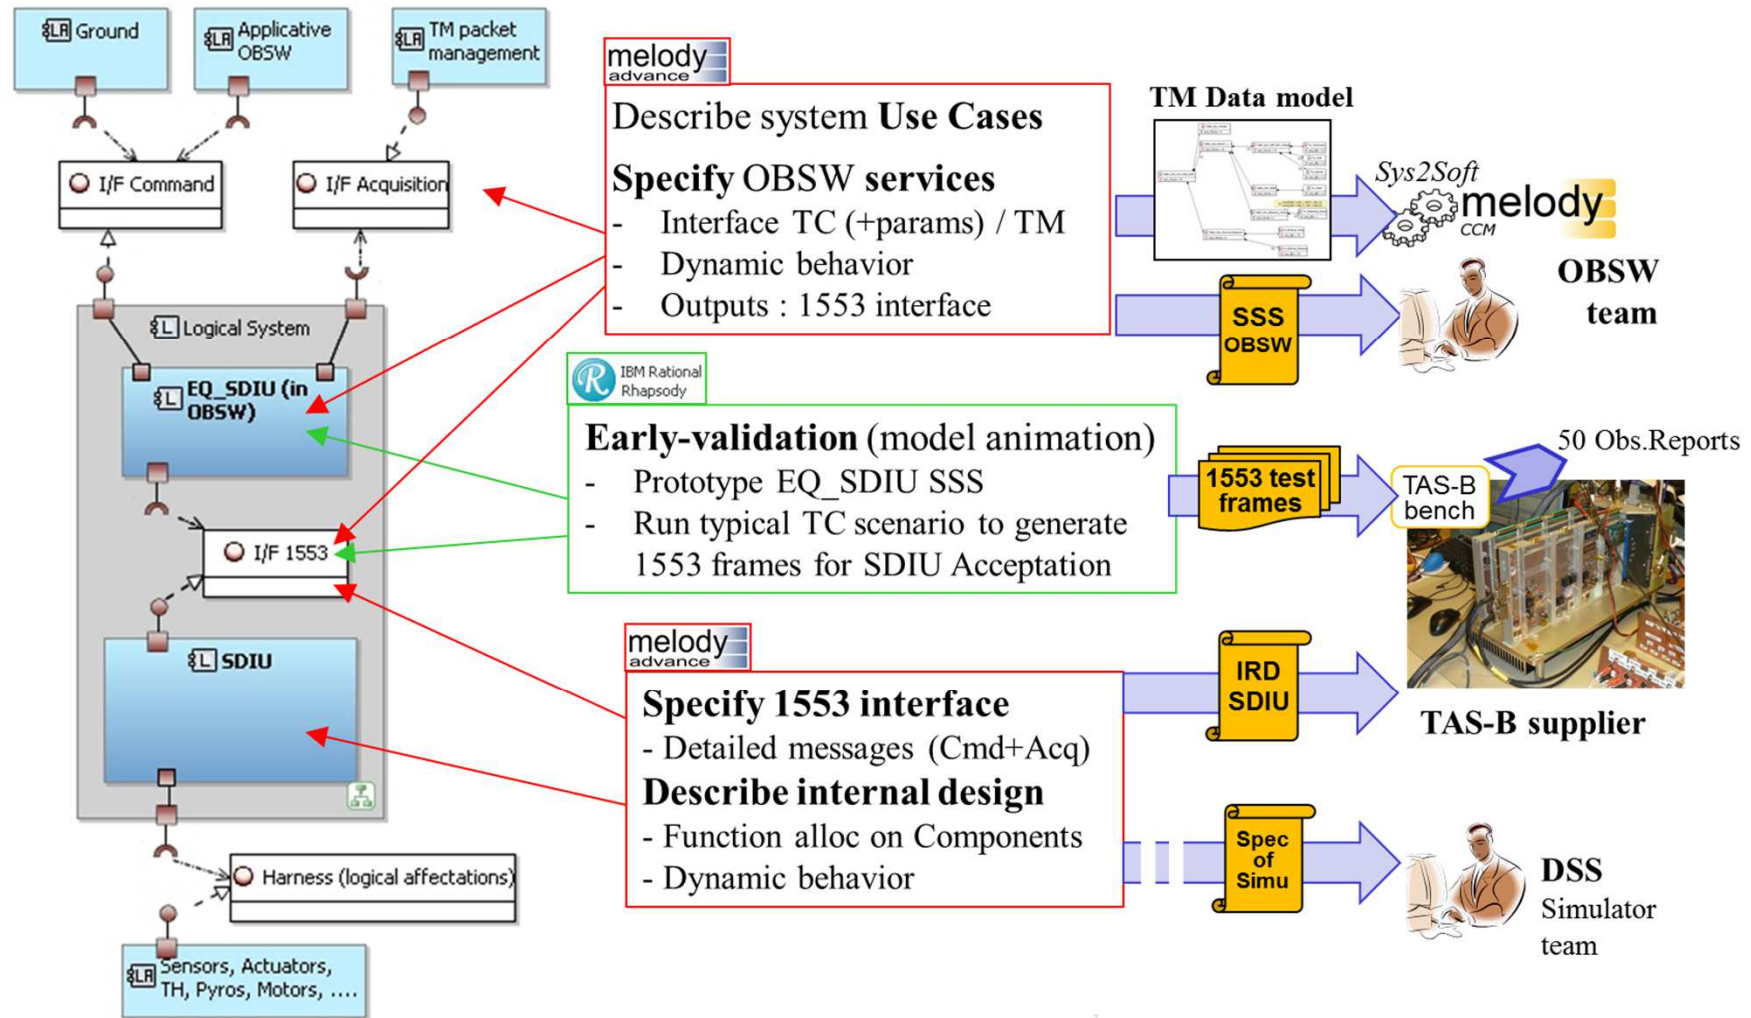 Ground
Applicative
OBSW
TM packet
management
I/F Command
I/F Acquisition
Logical System
EQ_SDIU (in
OBSW)
I/F 1553
SDIU
Harness (logical affectations)
Sensors, Actuators,
TH, Pyros, Motors, ....
melody
advance
Describe system Use Cases
Specify OBSW services
- Interface TC (+params) / TM
- Dynamic behavior
- Outputs : 1553 interface
IBM Rational
Rhapsody
Early-validation (model animation)
- Prototype EQ_SDIU SSS
- Run typical TC scenario to generate
1553 frames for SDIU Acceptation
melody
advance
Specify 1553 interface
- Detailed messages (Cmd+Acq)
Describe internal design
- Function alloc on Components
- Dynamic behavior
TM Data model
Sys2Soft
melody
CCM
OBSW
team
SSS
OBSW
1553 test
frames
TAS-B
bench
50 Obs.Reports
IRD
SDIU
TAS-B supplier
Spec
of
Simu
DSS
Simulator
team